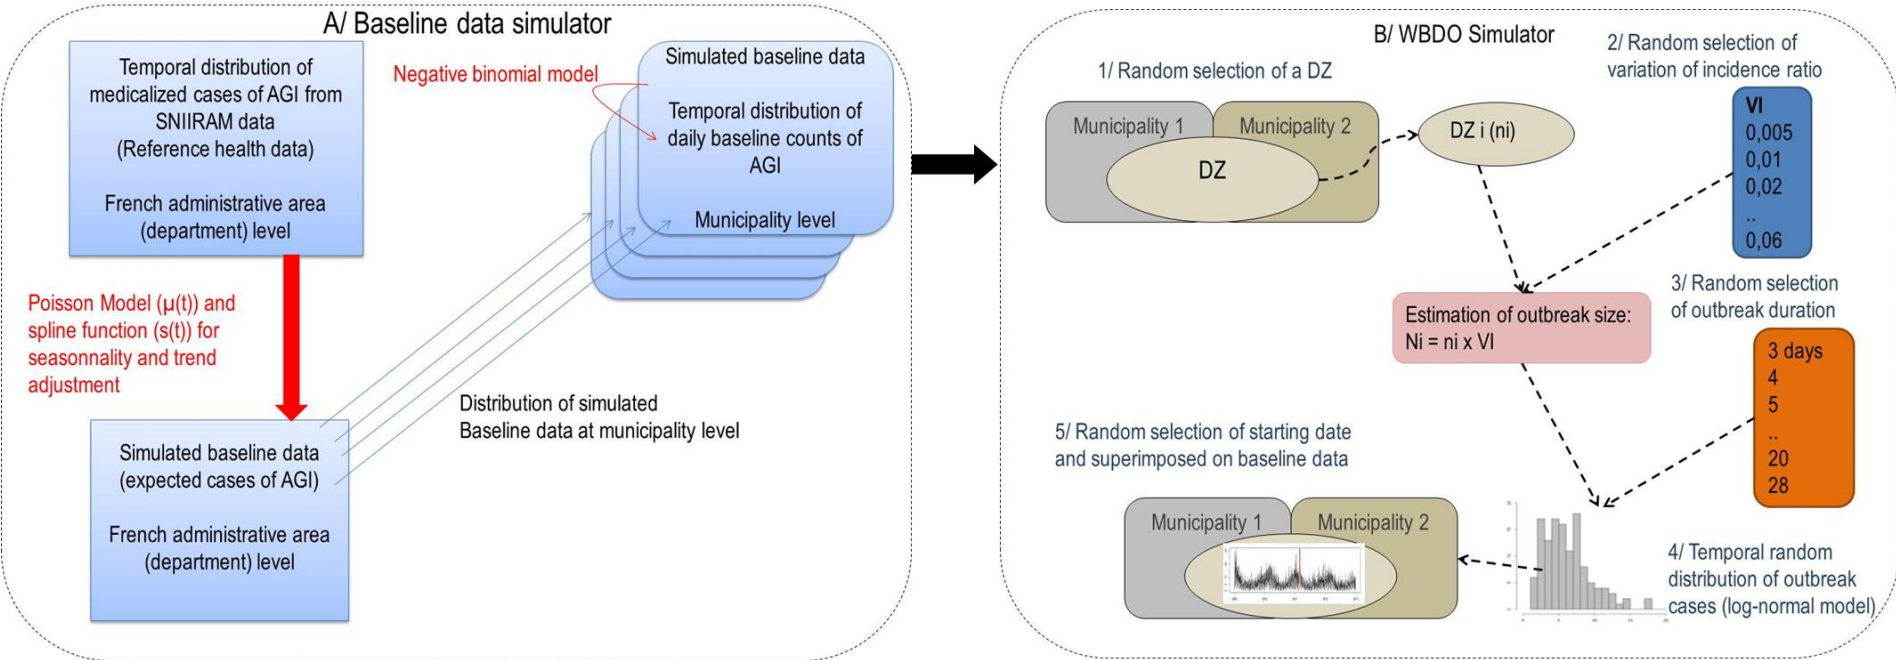 A/ Baseline data simulator
Temporal distribution of
medicalized cases of AGI from
SNIIRAM data
(Reference health data)
French administrative area
(department) level
Negative binomial model
Simulated baseline data
Temporal distribution of
daily baseline counts of
AGI
Municipality level
Poisson Model (μ(t)) and
spline function (s(t)) for
seasonnality and trend
adjustment
Distribution of simulated
Baseline data at municipality level
Simulated baseline data
(expected cases of AGI)
French administrative area
(department) level
B/ WBDO Simulator
1/ Random selection of a DZ
Municipality 1
Municipality 2
DZ
DZ i (ni)
2/ Random selection of
variation of incidence ratio
VI
0,005
0,01
0,02
..
0,06
Estimation of outbreak size:
Ni = ni x VI
3/ Random selection
of outbreak duration
3 days
4
5
..
20
28
4/ Temporal random
distribution of outbreak
cases (log-normal model)
5/ Random selection of starting date
and superimposed on baseline data
Municipality 1
Municipality 2